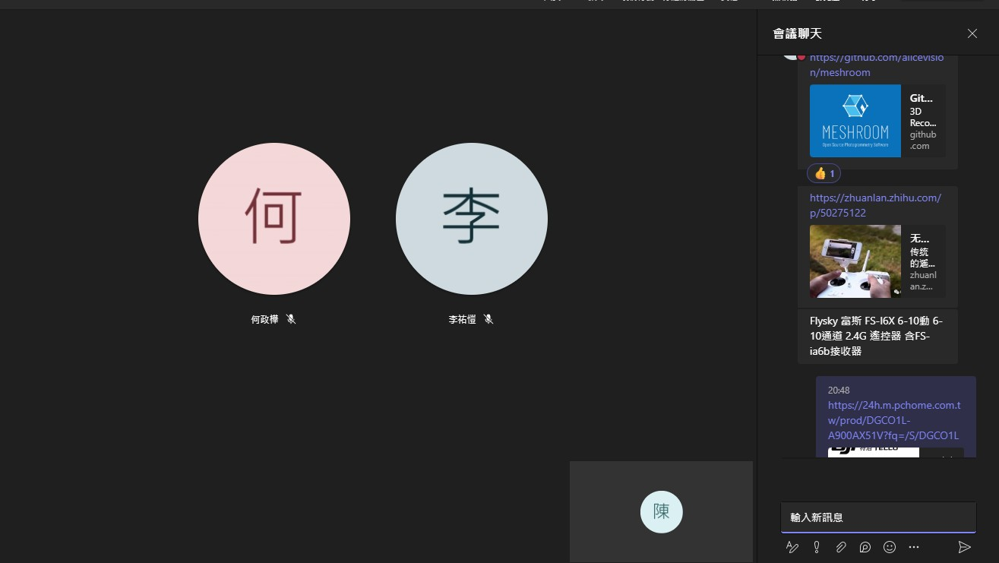 會議聊天
何
李
何政樺
李祐愷
陳
https://github.com/alicevisio
n/meshroom
MESHROOM
Open Source Photogrammetry Software
Git...
3D
Reco...
github
.com
👍 1
https://zhuanlan.zhihu.com/
p/50275122
无...
传统
的遥...
zhuanl
an.z...
Flysky 富斯 FS-I6X 6-10動 6-
10通道 2.4G 遙控器 含FS-
ia6b接收器
20:48
https://24h.m.pchome.com.t
w/prod/DGCO1L-
A900AX51V?fq=/S/DGCO1L
輸入新訊息